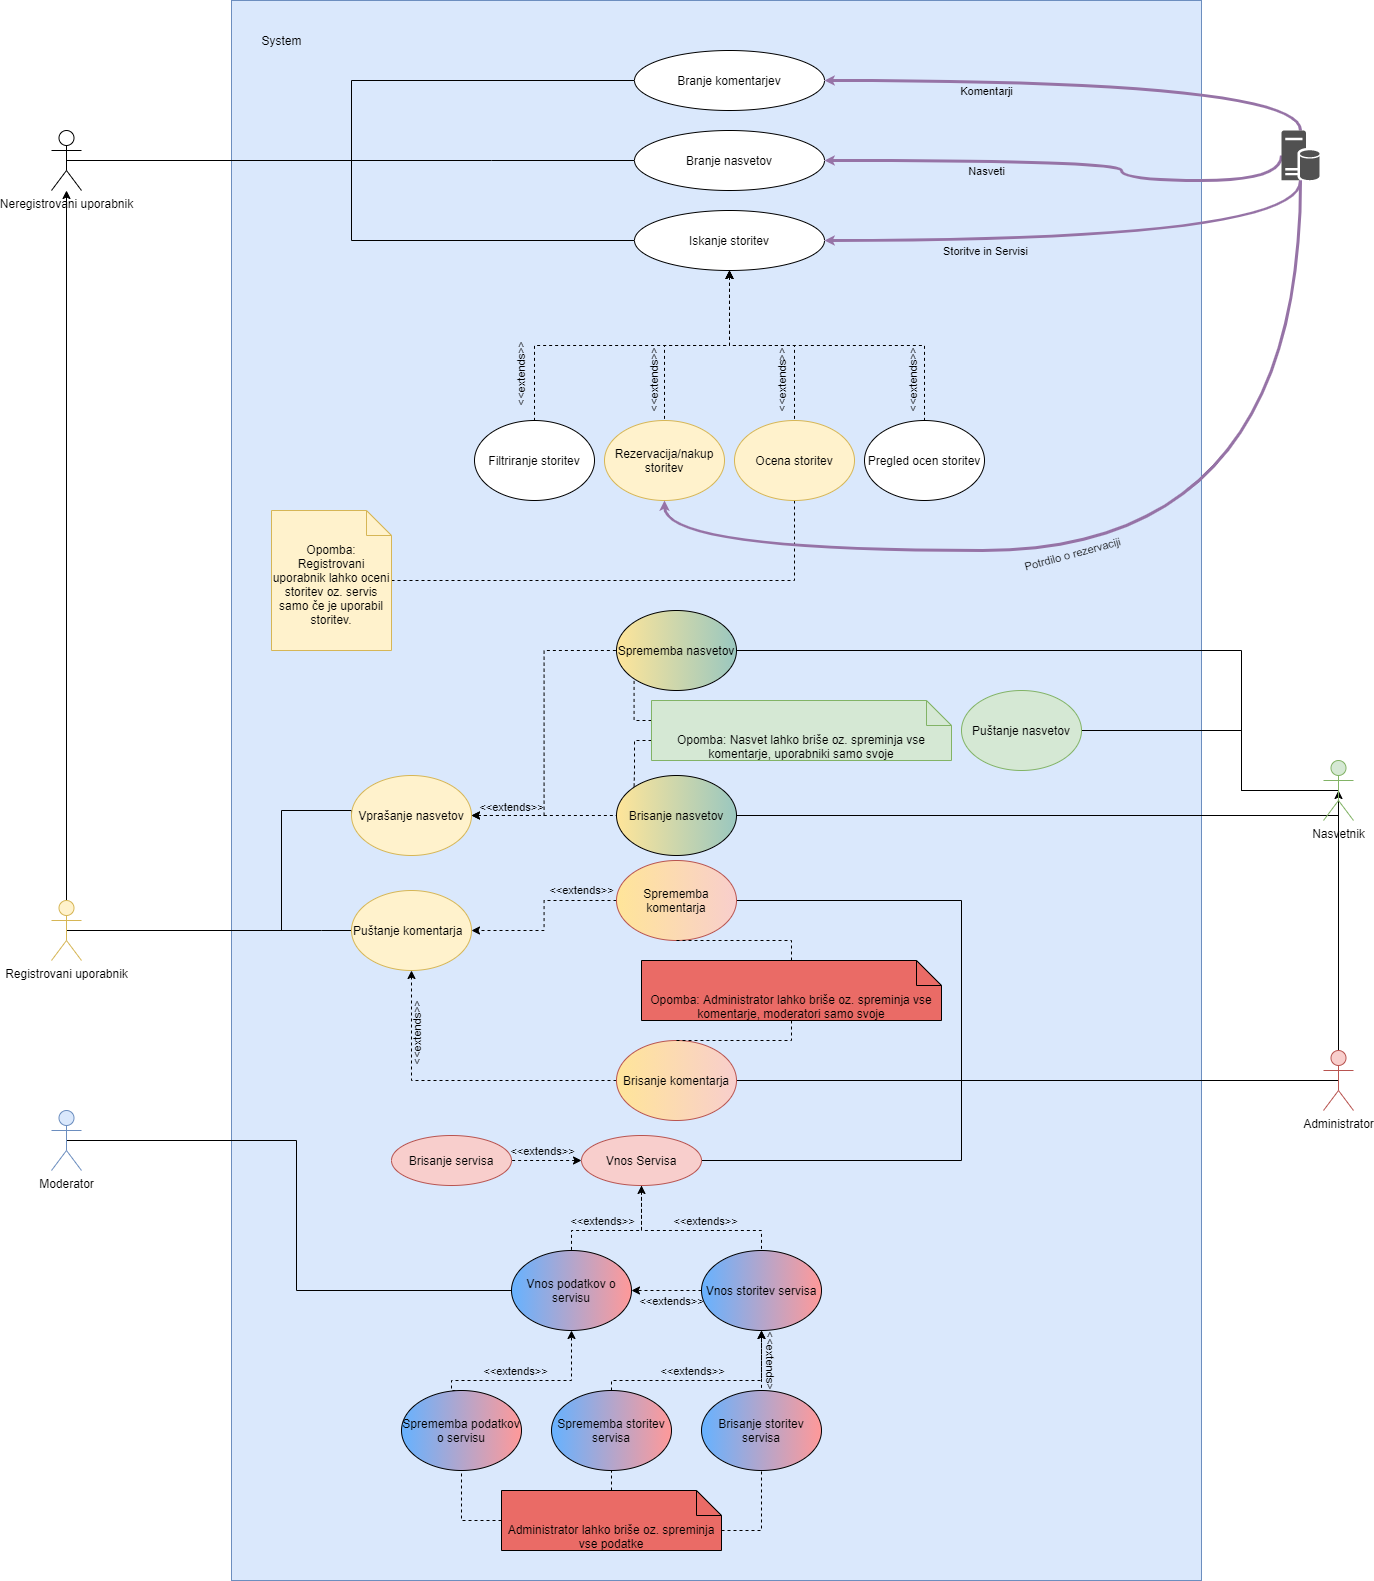 System
Branje komentarjev
Komentarji
Branje nasvetov
Nasveti
Neregistrovani uporabnik
Iskanje storitev
Storitve in Servisi
<<extends>>
<<extends>>
<<extends>>
<<extends>>
Filtriranje storitev
Rezervacija/nakup
storitev
Ocena storitev
Pregled ocen storitev
Potrdilo o rezervaciji
Opomba:
Registrovani
uporabnik lahko oceni
storitev oz. servis
samo če je uporabil
storitev.
Sprememba nasvetov
Puštanje nasvetov
Opomba: Nasvet lahko briše oz. spreminja vse
komentarje, uporabniki samo svoje
<<extends>>
Vprašanje nasvetov
Brisanje nasvetov
Nasvetnik
<<extends>>
Sprememba
komentarja
Puštanje komentarja
Registrovani uporabnik
Opomba: Administrator lahko briše oz. spreminja vse
komentarje, moderatori samo svoje
<<extends>>
Brisanje komentarja
Administrator
Moderator
Brisanje servisa
<<extends>>
Vnos Servisa
<<extends>>
<<extends>>
Vnos podatkov o
servisu
<<extends>>
Vnos storitev servisa
<<extends>>
<<extends>>
<<extends>
Sprememba podatkov
o servisu
Sprememba storitev
servisa
Brisanje storitev
servisa
Administrator lahko briše oz. spreminja
vse podatke